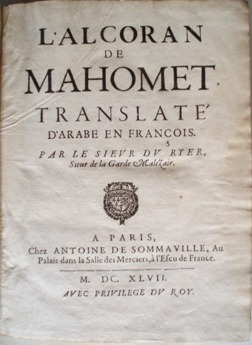 L'ALCORAN
DE
MAHOMET.
TRANSLATÉ
D'ARABE EN FRANCOIS.
PAR LE SIEVR DV RYER,
Sieur de la Garde Malezair.
A PARIS,
Chez ANTOINE DE SOMMAVILLE, Au
Palais dans la Salle des Merciers, à l'Escu de France.
M. DC. XLVII.
AVEC PRIVILEGE DV ROY.